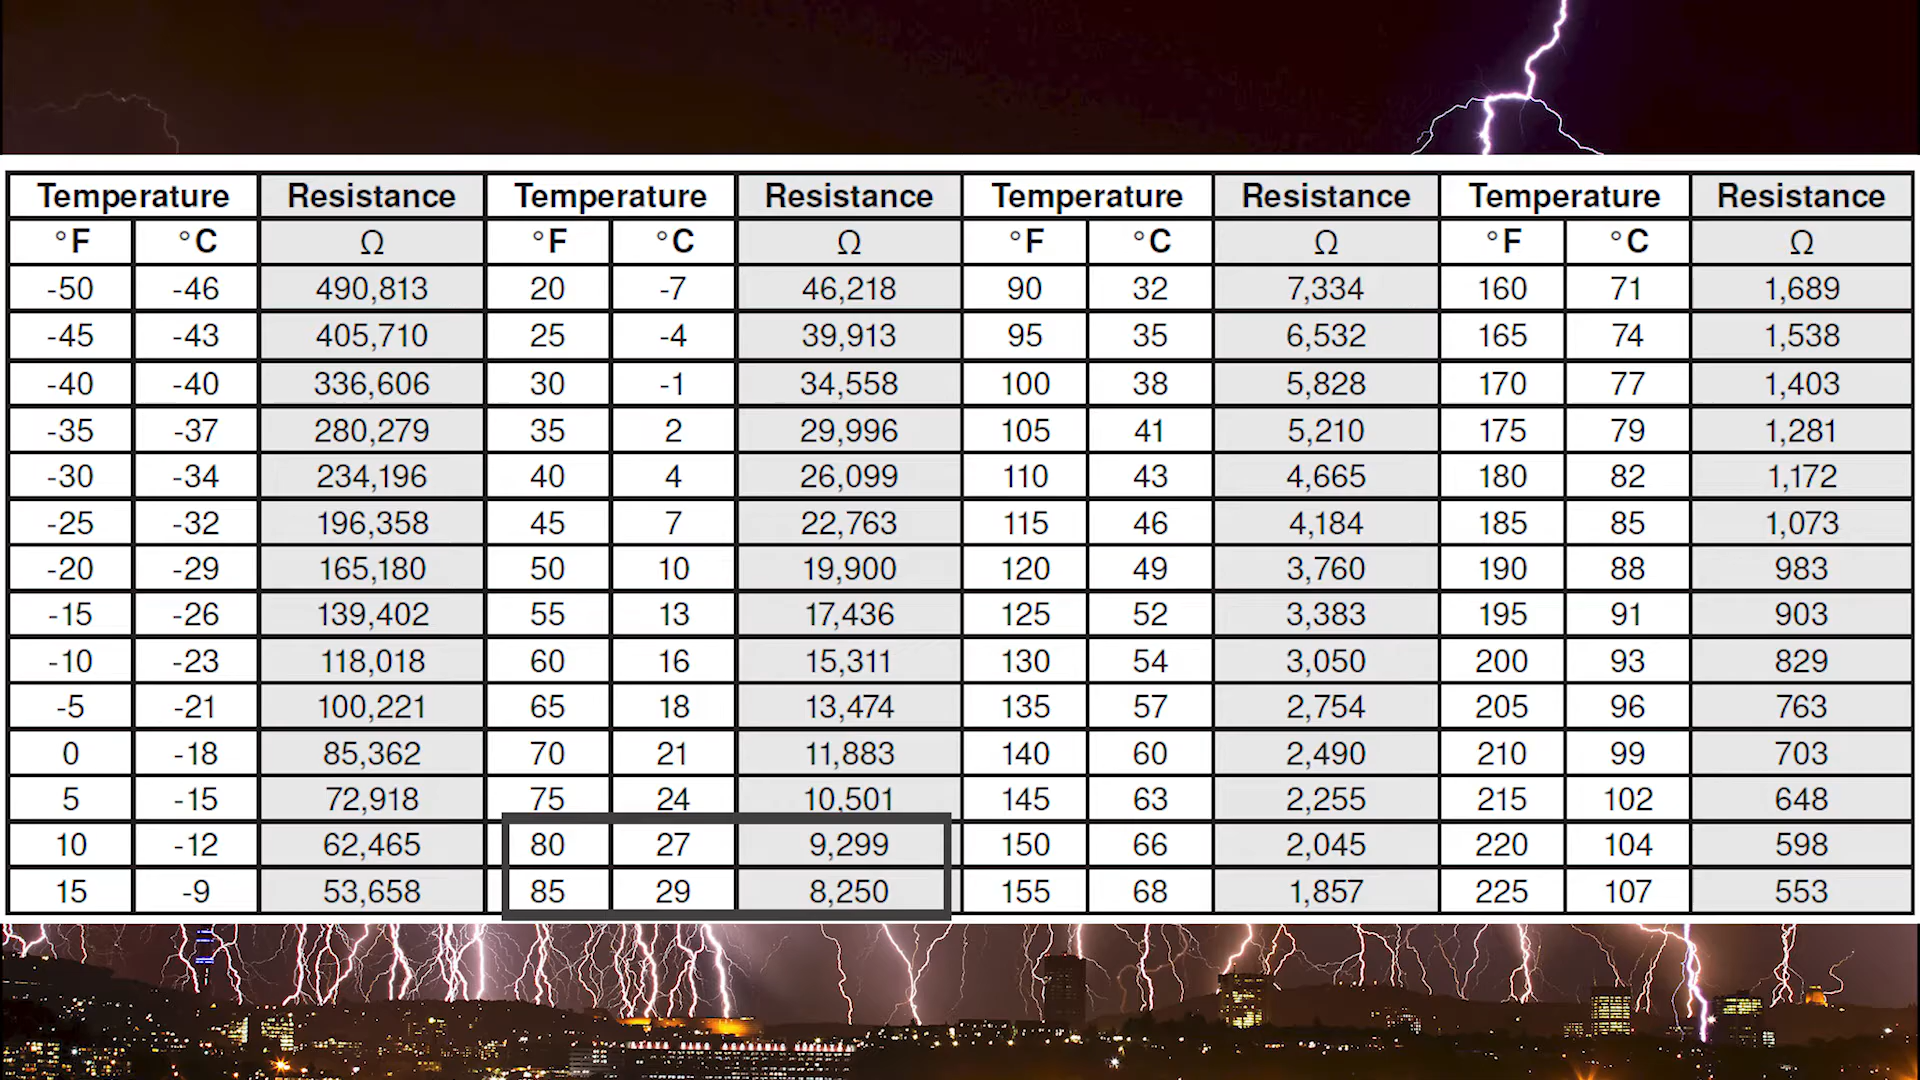 Temperature Resistance Temperature Resistance Temperature Resistance Temperature Resistance
°F °C Ω °F °C Ω °F °C Ω °F °C Ω
-50 -46 490,813 20 -7 46,218 90 32 7,334 160 71 1,689
-45 -43 405,710 25 -4 39,913 95 35 6,532 165 74 1,538
-40 -40 336,606 30 -1 34,558 100 38 5,828 170 77 1,403
-35 -37 280,279 35 2 29,996 105 41 5,210 175 79 1,281
-30 -34 234,196 40 4 26,099 110 43 4,665 180 82 1,172
-25 -32 196,358 45 7 22,763 115 46 4,184 185 85 1,073
-20 -29 165,180 50 10 19,900 120 49 3,760 190 88 983
-15 -26 139,402 55 13 17,436 125 52 3,383 195 91 903
-10 -23 118,018 60 16 15,311 130 54 3,050 200 93 829
-5 -21 100,221 65 18 13,474 135 57 2,754 205 96 763
0 -18 85,362 70 21 11,883 140 60 2,490 210 99 703
5 -15 72,918 75 24 10,501 145 63 2,255 215 102 648
10 -12 62,465 80 27 9,299 150 66 2,045 220 104 598
15 -9 53,658 85 29 8,250 155 68 1,857 225 107 553